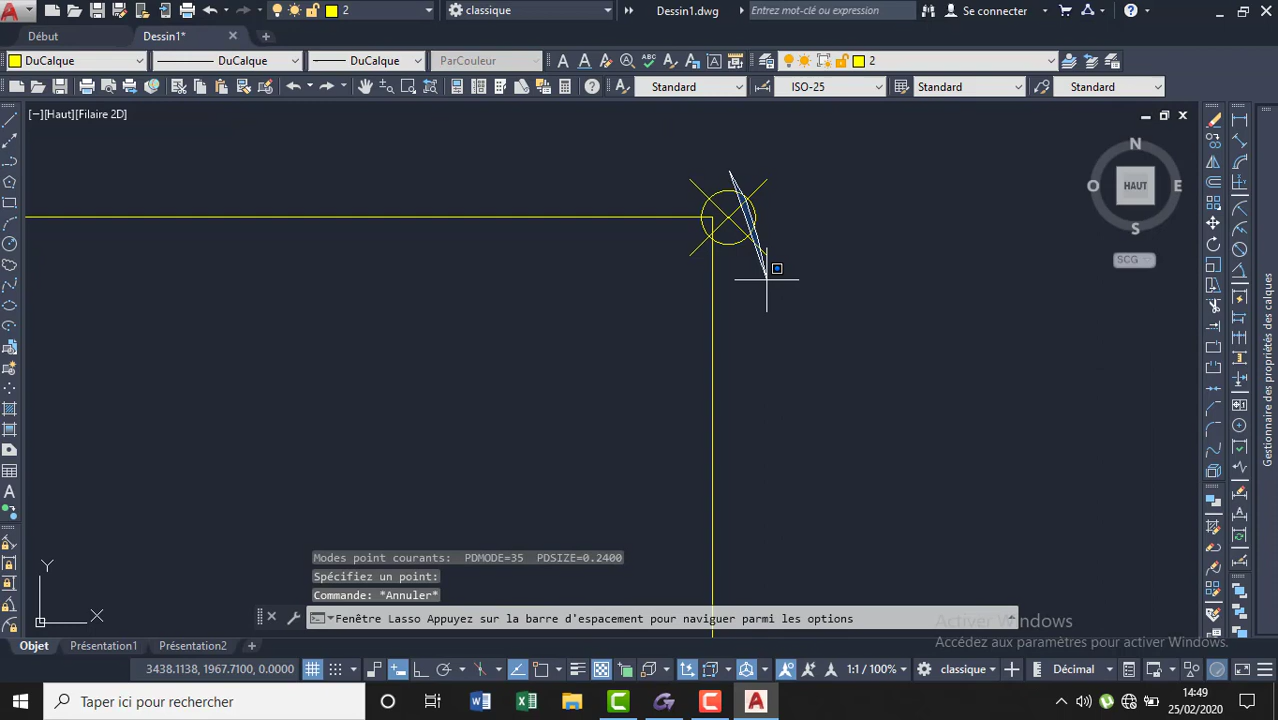 2
classique
Dessin1.dwg
Entrez mot-clé ou expression
Se connecter
Début
Dessin1*
DuCalque
DuCalque
DuCalque
ParCouleur
2
Standard
ISO-25
Standard
Standard
[−][Haut][Filaire 2D]
N
O
HAUT
E
S
SCG
Gestionnaire des propriétés des calques
Modes point courants: PDMODE=35 PDSIZE=0.2400
Spécifiez un point:
Commande: *Annuler*
Fenêtre Lasso Appuyez sur la barre d'espacement pour naviguer parmi les options
Y
X
Activer Windows
Accédez aux paramètres pour activer Windows.
Objet
Présentation1
Présentation2
3438.1138, 1967.7100, 0.0000
1:1 / 100%
classique
Décimal
Taper ici pour rechercher
14:49
25/02/2020